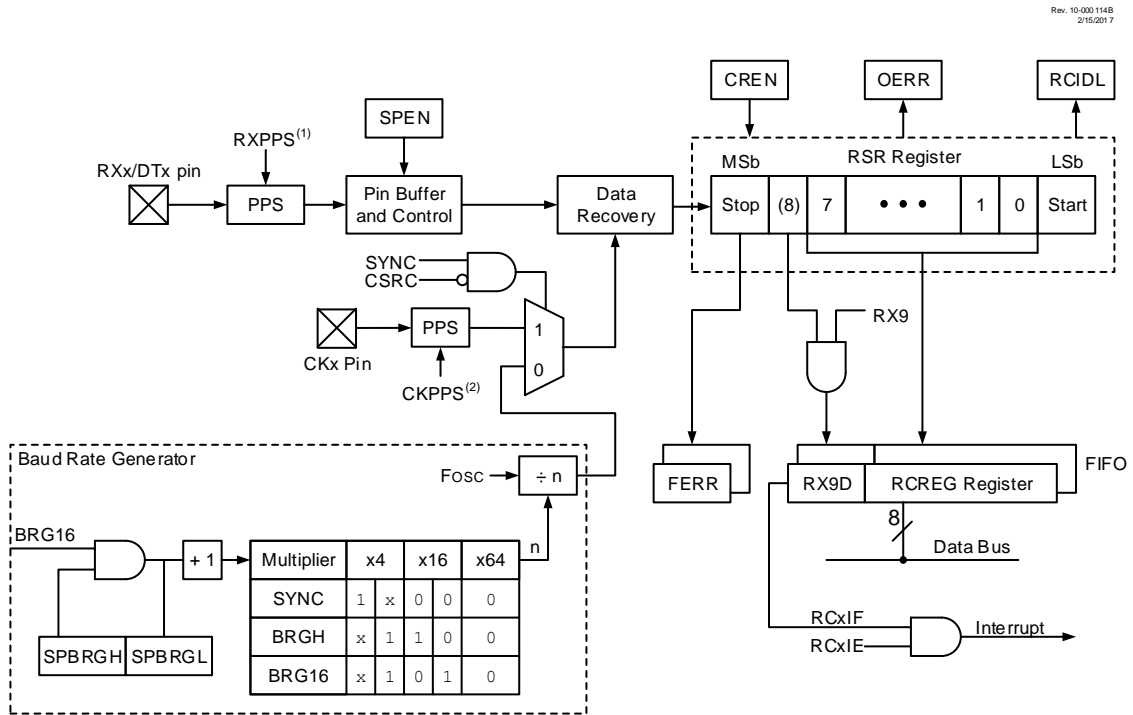 Rev. 10-000 114B
2/15/2017
CREN
OERR
RCIDL
SPEN
RXPPS(1)
MSb
RSR Register
LSb
RXx/DTx pin
PPS
Pin Buffer
and Control
Data
Recovery
Stop
(8)
7
• • •
1
0
Start
SYNC
CSRC
PPS
1
RX9
CKx Pin
0
CKPPS(2)
Baud Rate Generator
Fosc
÷ n
FERR
RX9D
RCREG Register
FIFO
BRG16
8
n
Data Bus
+ 1
Multiplier x4 x16 x64
SYNC 1 x 0 0 0
BRGH x 1 1 0 0
BRG16 x 1 0 1 0
SPBRGH
SPBRGL
RCxIF
RCxIE
Interrupt